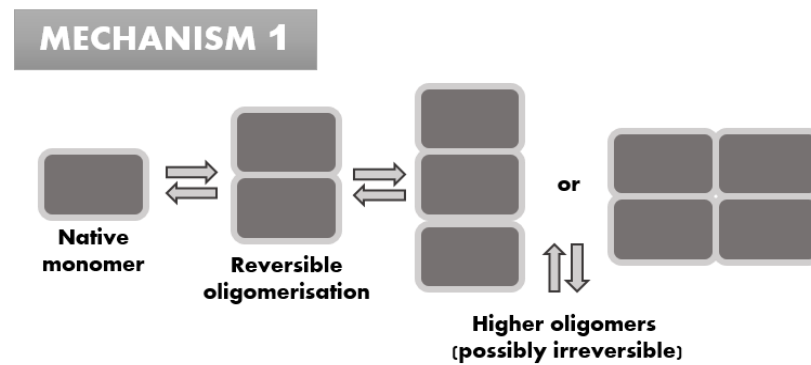 MECHANISM 1
Native
monomer
Reversible
oligomerisation
or
Higher oligomers
(possibly irreversible)